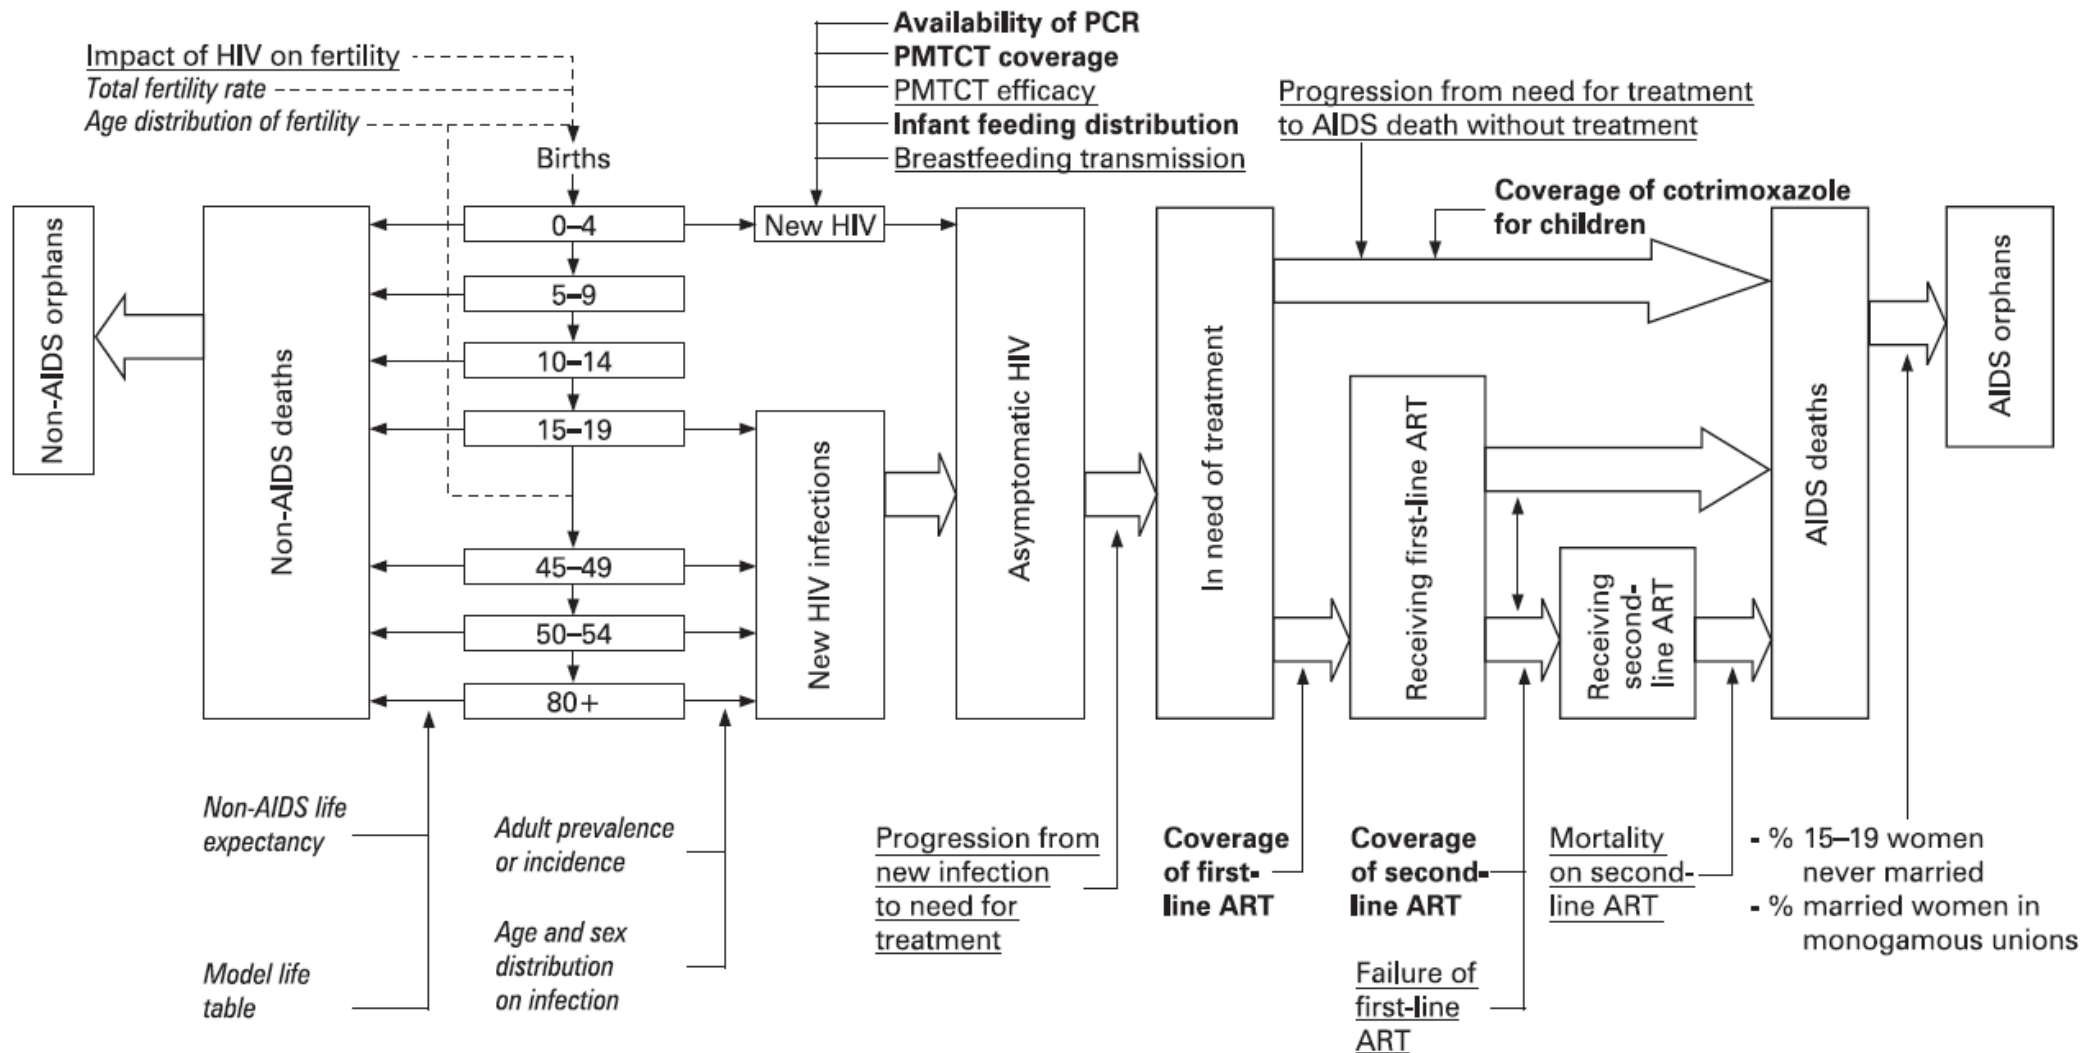 Availability of PCR
PMTCT coverage
PMTCT efficacy
Infant feeding distribution
Breastfeeding transmission
Impact of HIV on fertility
Total fertility rate
Age distribution of fertility
Births
Progression from need for treatment
to AIDS death without treatment
Coverage of cotrimoxazole
for children
Non-AIDS orphans
Non-AIDS deaths
0–4
5–9
10–14
15–19
45–49
50–54
80+
New HIV
New HIV infections
Asymptomatic HIV
In need of treatment
Receiving first-line ART
Receiving
second-
line ART
AIDS deaths
AIDS orphans
Non-AIDS life
expectancy
Model life
table
Adult prevalence
or incidence
Age and sex
distribution
on infection
Progression from
new infection
to need for
treatment
Coverage
of first-
line ART
Coverage
of second-
line ART
Failure of
first-line
ART
Mortality
on second-
line ART
- % 15–19 women
never married
- % married women in
monogamous unions